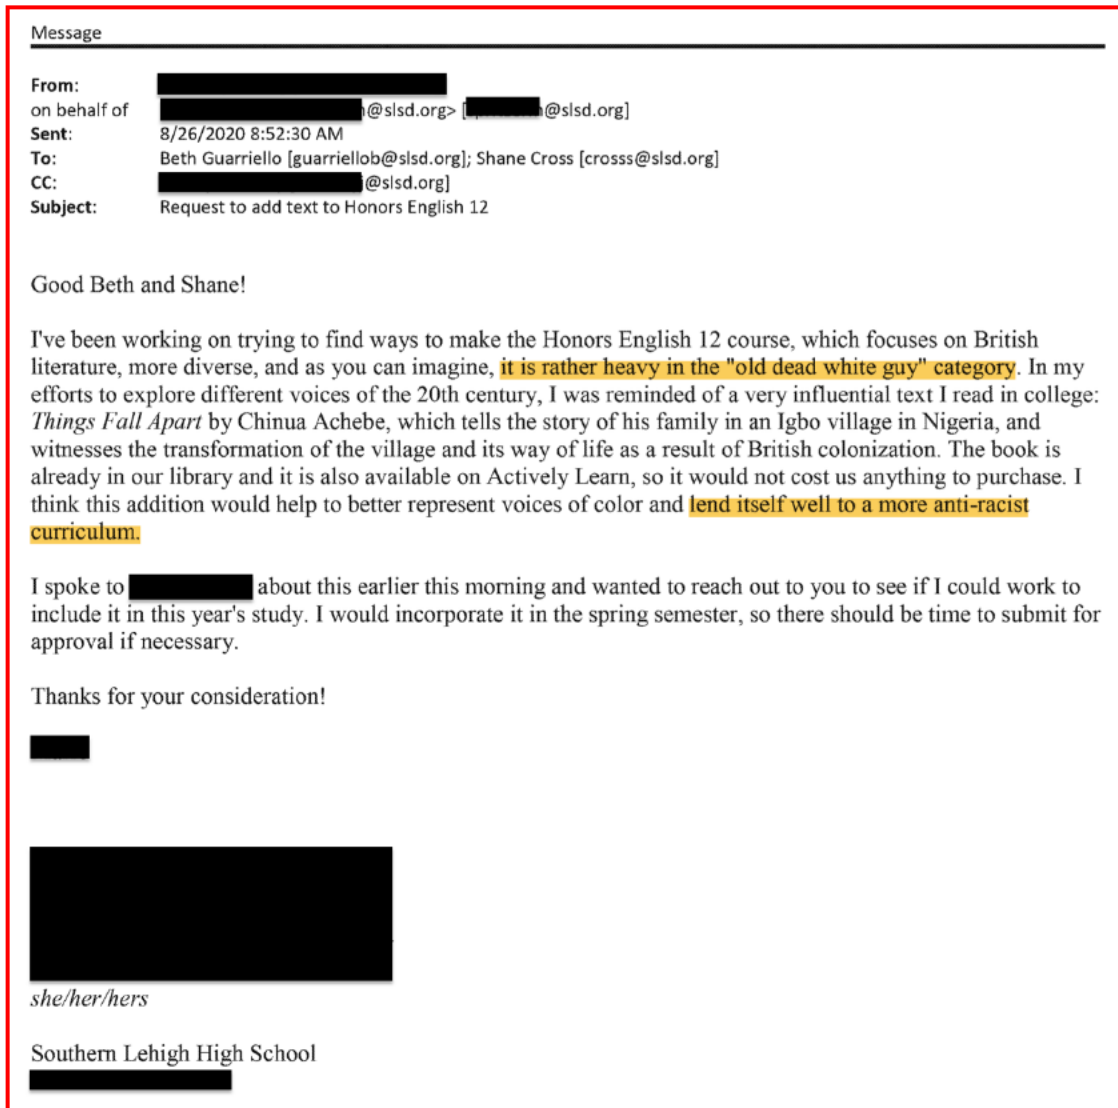 Message
From:
on behalf of @slsd.org> [ @slsd.org]
Sent: 8/26/2020 8:52:30 AM
To: Beth Guarriello [guarriellob@slsd.org]; Shane Cross [crosss@slsd.org]
CC: @slsd.org]
Subject: Request to add text to Honors English 12
Good Beth and Shane!
I've been working on trying to find ways to make the Honors English 12 course, which focuses on British
literature, more diverse, and as you can imagine, it is rather heavy in the "old dead white guy" category. In my
efforts to explore different voices of the 20th century, I was reminded of a very influential text I read in college:
Things Fall Apart by Chinua Achebe, which tells the story of his family in an Igbo village in Nigeria, and
witnesses the transformation of the village and its way of life as a result of British colonization. The book is
already in our library and it is also available on Actively Learn, so it would not cost us anything to purchase. I
think this addition would help to better represent voices of color and lend itself well to a more anti-racist
curriculum.
I spoke to about this earlier this morning and wanted to reach out to you to see if I could work to
include it in this year's study. I would incorporate it in the spring semester, so there should be time to submit for
approval if necessary.
Thanks for your consideration!
she/her/hers
Southern Lehigh High School